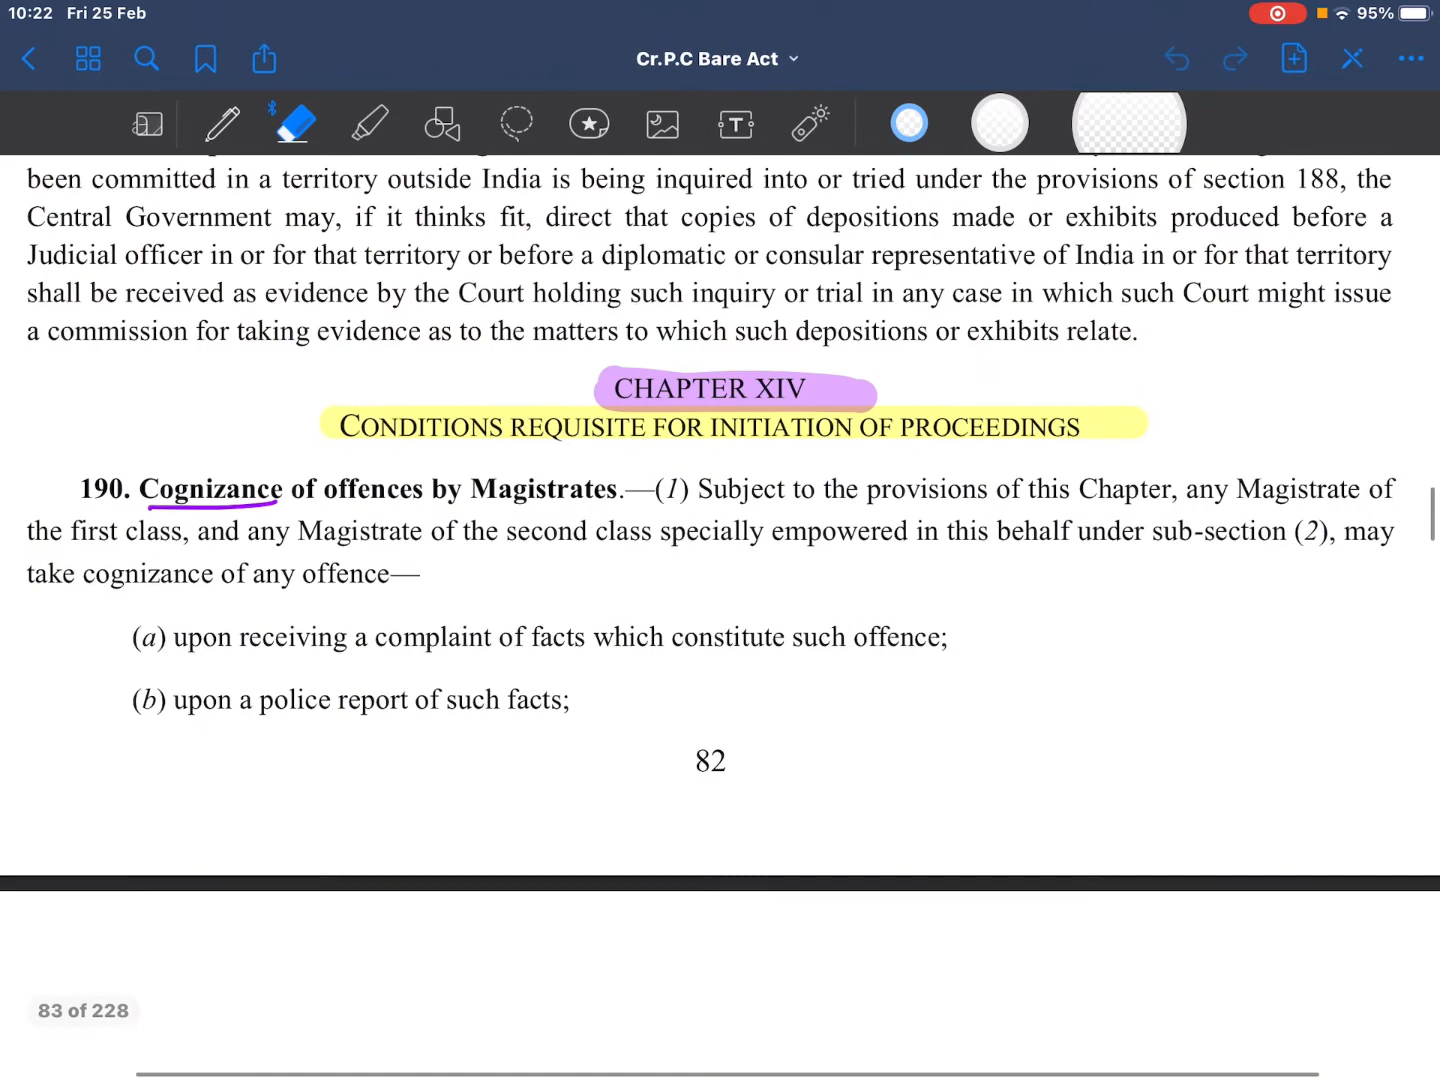 10:22 Fri 25 Feb
95%
Cr.P.C Bare Act
been committed in a territory outside India is being inquired into or tried under the provisions of section 188, the
Central Government may, if it thinks fit, direct that copies of depositions made or exhibits produced before a
Judicial officer in or for that territory or before a diplomatic or consular representative of India in or for that territory
shall be received as evidence by the Court holding such inquiry or trial in any case in which such Court might issue
a commission for taking evidence as to the matters to which such depositions or exhibits relate.
CHAPTER XIV
CONDITIONS REQUISITE FOR INITIATION OF PROCEEDINGS
190. Cognizance of offences by Magistrates.—(1) Subject to the provisions of this Chapter, any Magistrate of
the first class, and any Magistrate of the second class specially empowered in this behalf under sub-section (2), may
take cognizance of any offence—
(a) upon receiving a complaint of facts which constitute such offence;
(b) upon a police report of such facts;
82
83 of 228